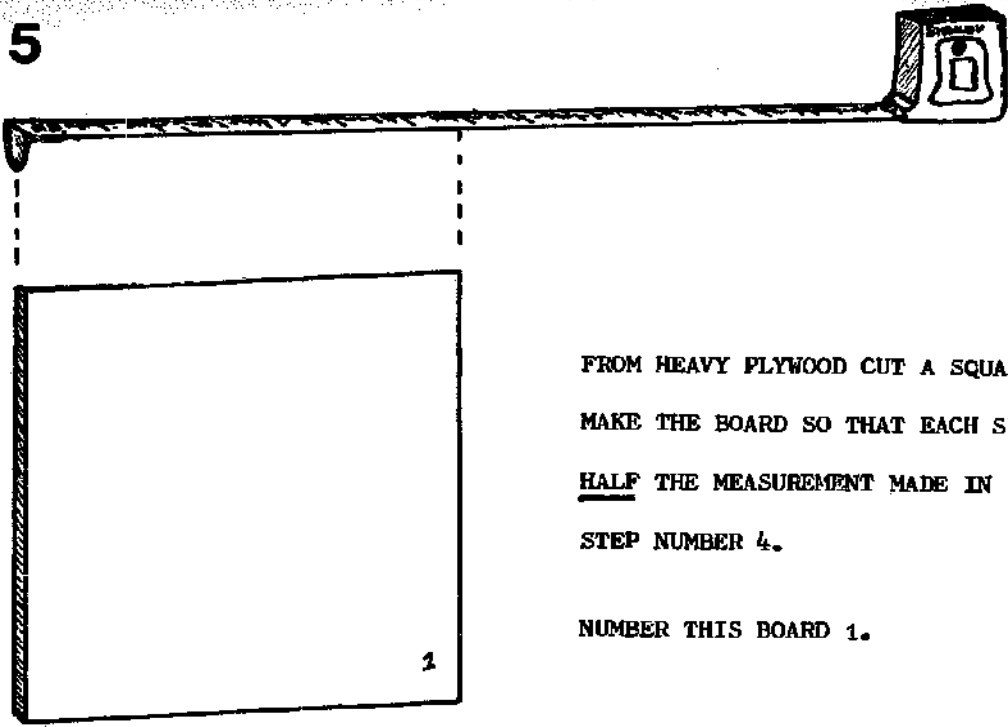 5
STANLEY
FROM HEAVY PLYWOOD CUT A SQUA
MAKE THE BOARD SO THAT EACH S
HALF THE MEASUREMENT MADE IN
STEP NUMBER 4.
NUMBER THIS BOARD 1.
1